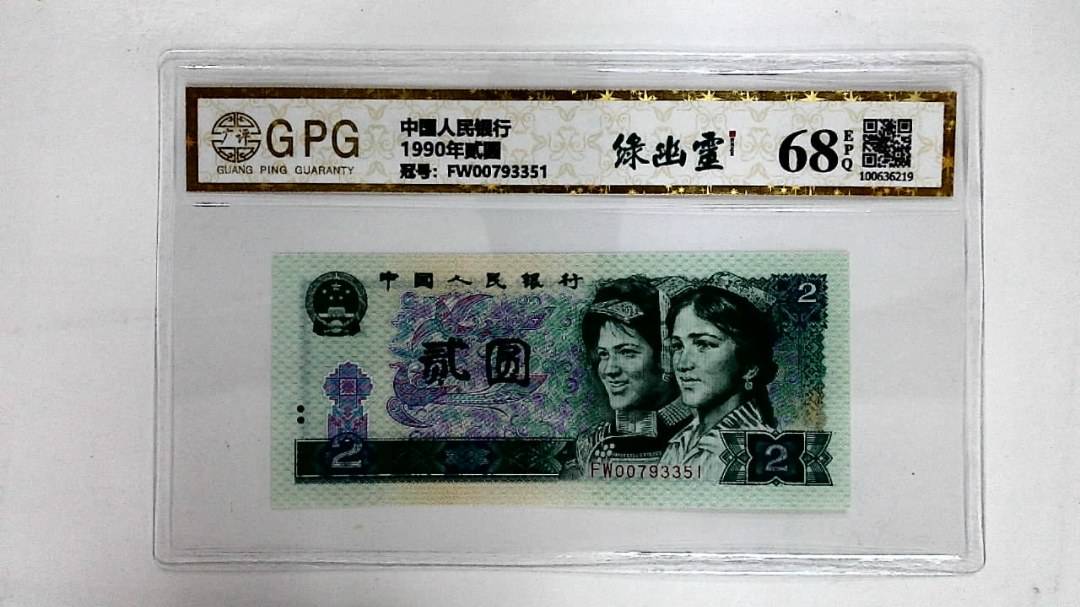 广评
GPG
GUANG PING GUARANTY
中国人民银行
1990年贰圆
冠号：FW00793351
绿幽灵
68
EPQ
100636219
中国人民银行
2
贰圆
2
FW00793351
2